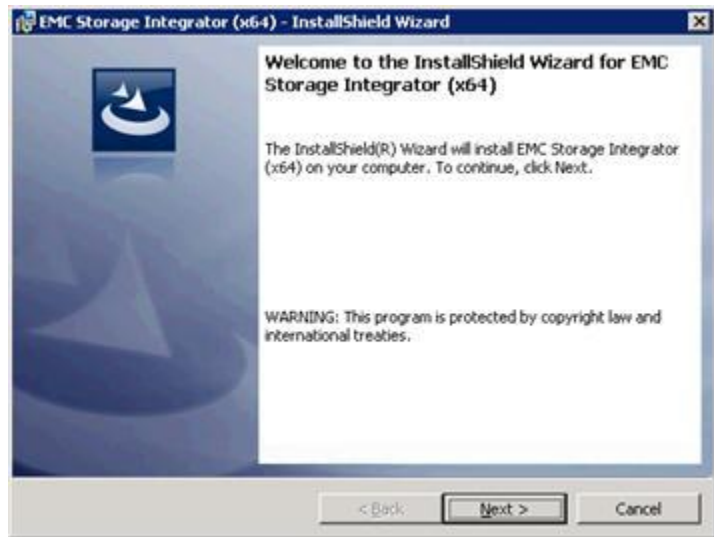 EMC Storage Integrator (x64) - InstallShield Wizard
Welcome to the InstallShield Wizard for EMC
Storage Integrator (x64)
The InstallShield(R) Wizard will install EMC Storage Integrator
(x64) on your computer. To continue, click Next.
WARNING: This program is protected by copyright law and
international treaties.
< Back
Next >
Cancel